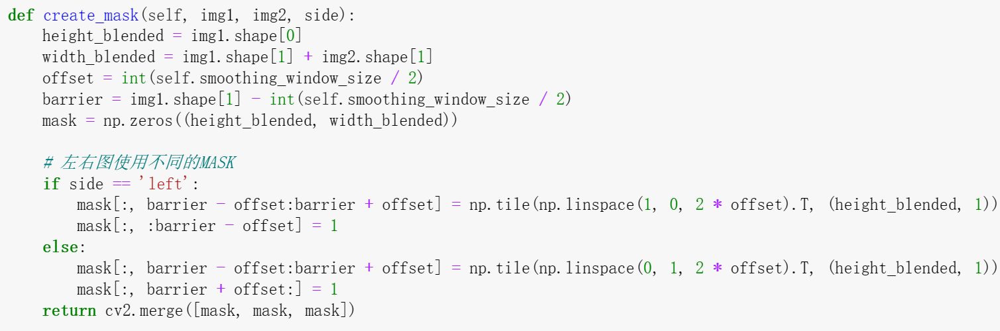 def create_mask(self, img1, img2, side):
    height_blended = img1.shape[0]
    width_blended = img1.shape[1] + img2.shape[1]
    offset = int(self.smoothing_window_size / 2)
    barrier = img1.shape[1] - int(self.smoothing_window_size / 2)
    mask = np.zeros((height_blended, width_blended))

    # 左右图使用不同的MASK
    if side == 'left':
        mask[:, barrier - offset:barrier + offset] = np.tile(np.linspace(1, 0, 2 * offset).T, (height_blended, 1))
        mask[:, :barrier - offset] = 1
    else:
        mask[:, barrier - offset:barrier + offset] = np.tile(np.linspace(0, 1, 2 * offset).T, (height_blended, 1))
        mask[:, barrier + offset:] = 1
    return cv2.merge([mask, mask, mask])